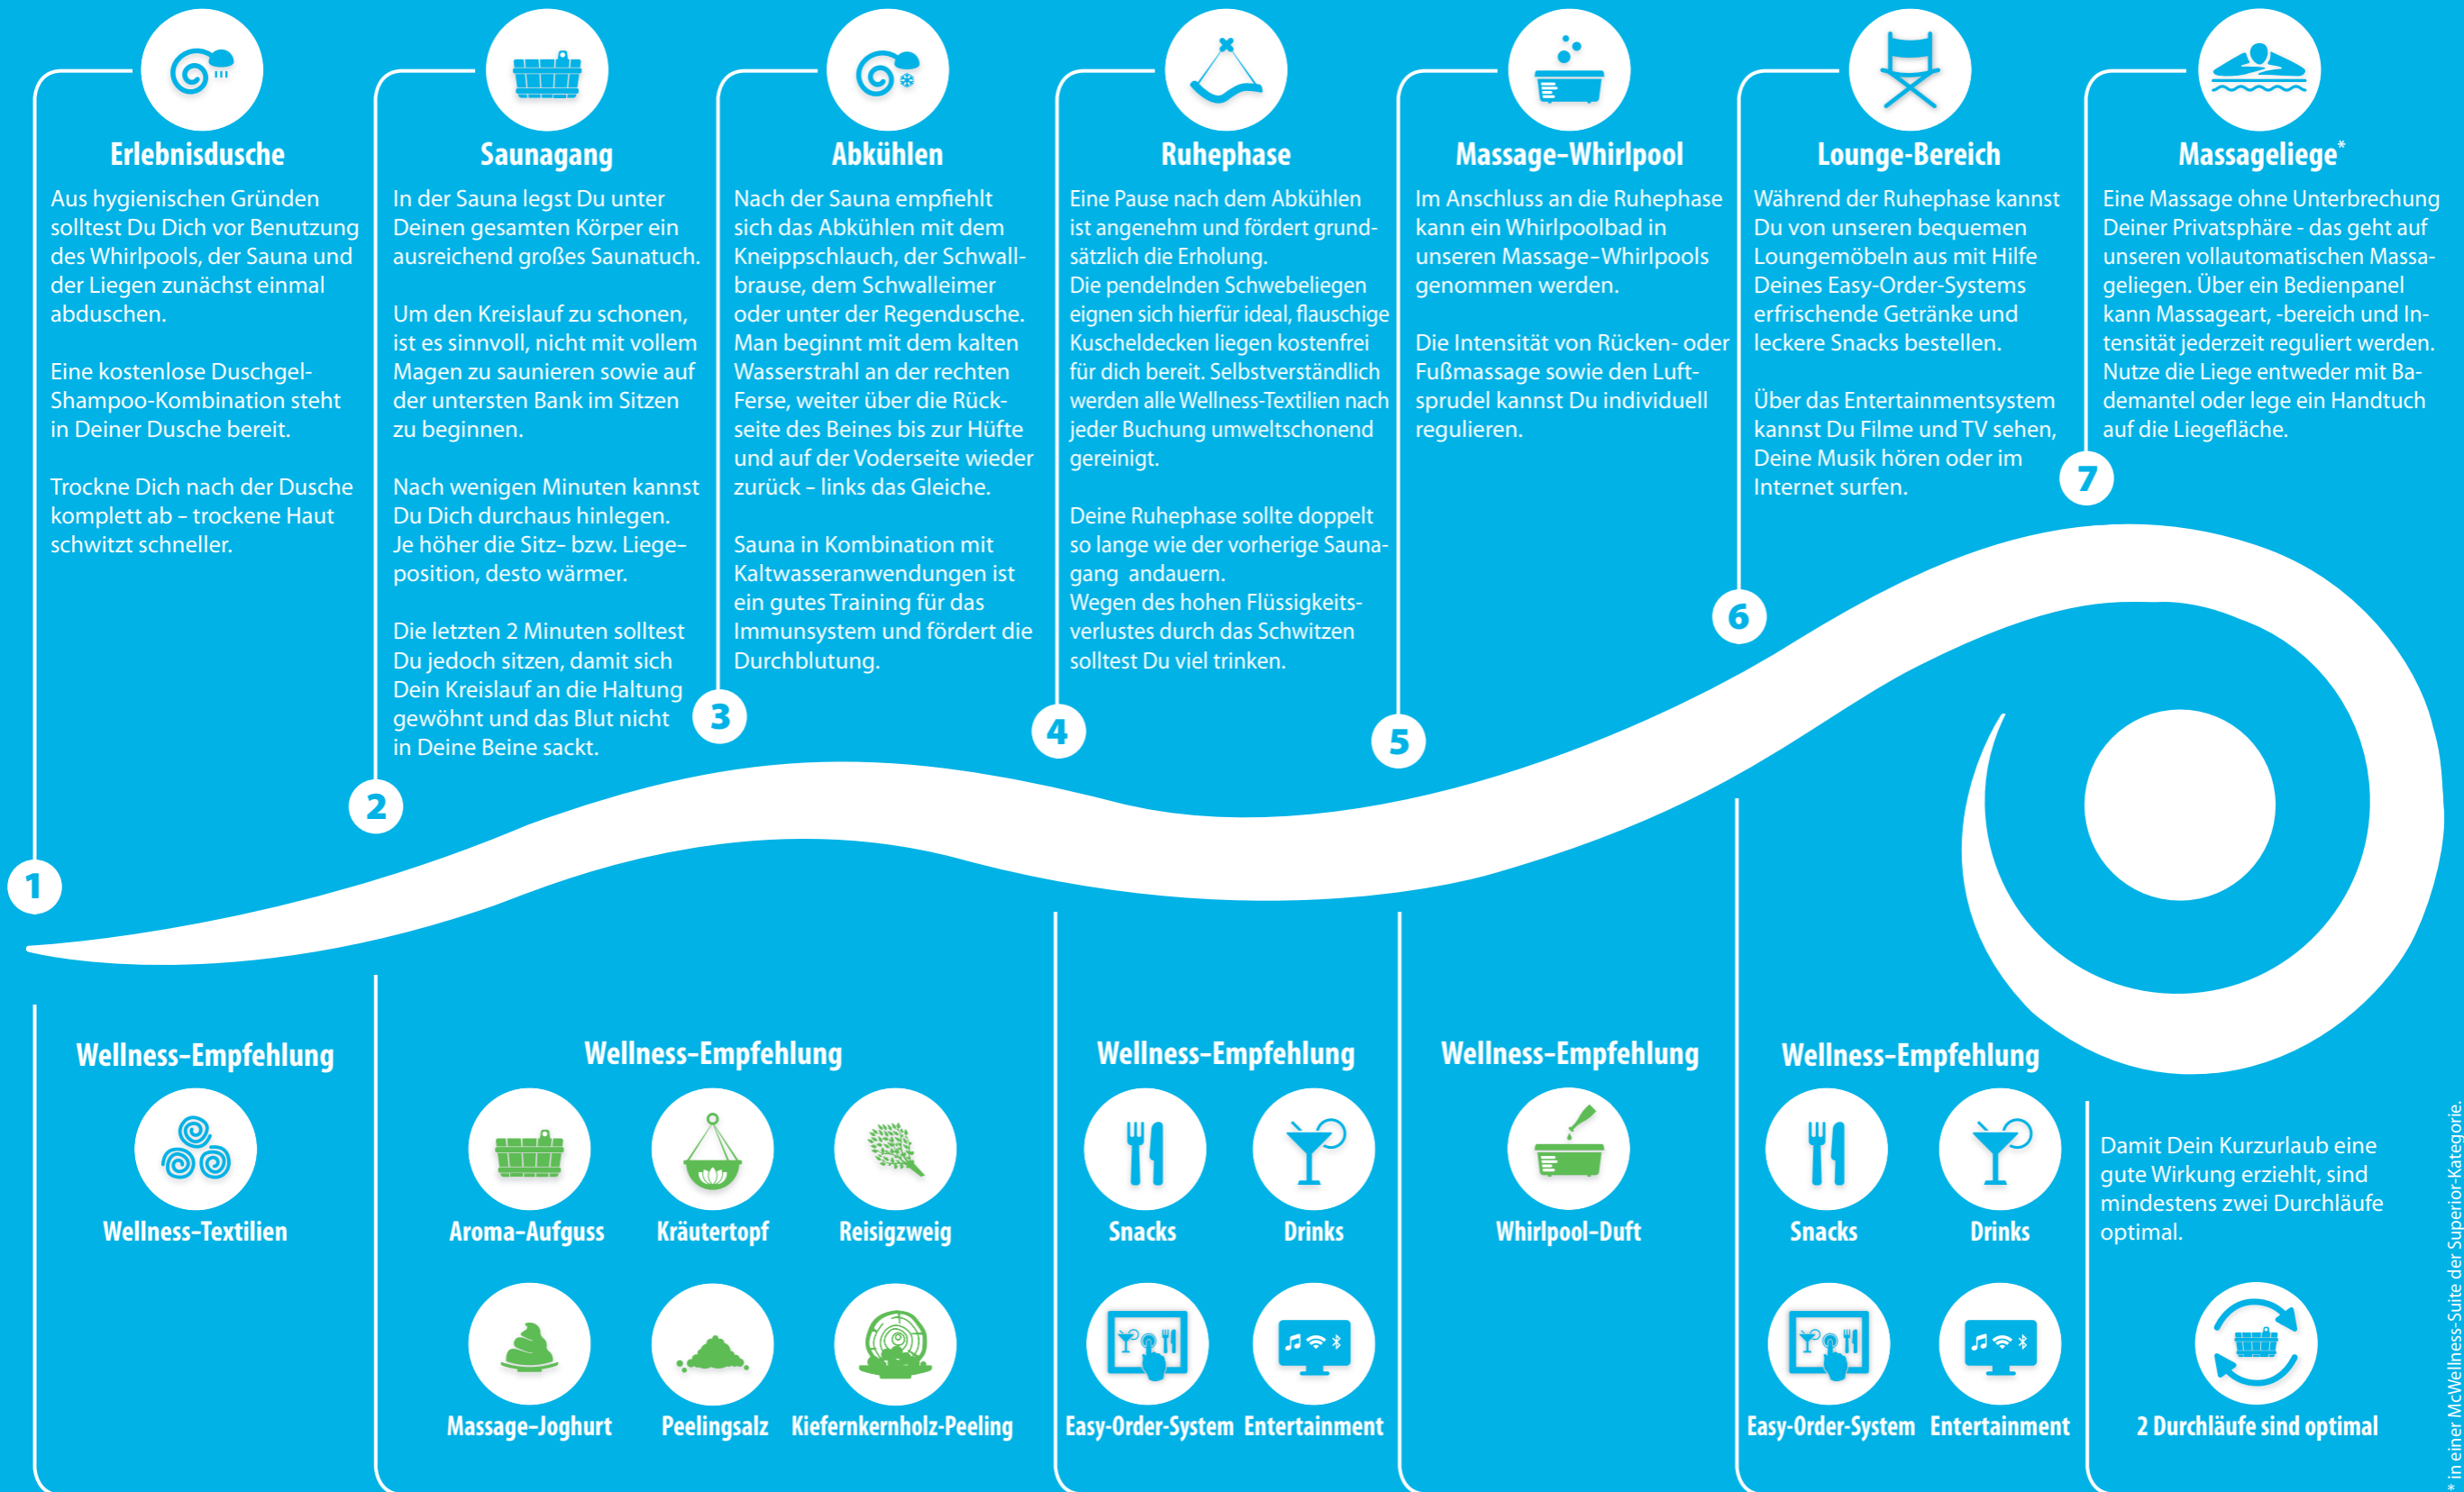 Erlebnisdusche
Aus hygienischen Gründen
solltest Du Dich vor Benutzung
des Whirlpools, der Sauna und
der Liegen zunächst einmal
abduschen.
Eine kostenlose Duschgel-
Shampoo-Kombination steht
in Deiner Dusche bereit.
Trockne Dich nach der Dusche
komplett ab – trockene Haut
schwitzt schneller.
1
Saunagang
In der Sauna legst Du unter
Deinen gesamten Körper ein
ausreichend großes Saunatuch.
Um den Kreislauf zu schonen,
ist es sinnvoll, nicht mit vollem
Magen zu saunieren sowie auf
der untersten Bank im Sitzen
zu beginnen.
Nach wenigen Minuten kannst
Du Dich durchaus hinlegen.
Je höher die Sitz– bzw. Liege–
position, desto wärmer.
Die letzten 2 Minuten solltest
Du jedoch sitzen, damit sich
Dein Kreislauf an die Haltung
gewöhnt und das Blut nicht
in Deine Beine sackt.
2
Abkühlen
Nach der Sauna empfiehlt
sich das Abkühlen mit dem
Kneippschlauch, der Schwall-
brause, dem Schwalleimer
oder unter der Regendusche.
Man beginnt mit dem kalten
Wasserstrahl an der rechten
Ferse, weiter über die Rück-
seite des Beines bis zur Hüfte
und auf der Voderseite wieder
zurück – links das Gleiche.
Sauna in Kombination mit
Kaltwasseranwendungen ist
ein gutes Training für das
Immunsystem und fördert die
Durchblutung.
3
Ruhephase
Eine Pause nach dem Abkühlen
ist angenehm und fördert grund-
sätzlich die Erholung.
Die pendelnden Schwebeliegen
eignen sich hierfür ideal, flauschige
Kuscheldecken liegen kostenfrei
für dich bereit. Selbstverständlich
werden alle Wellness-Textilien nach
jeder Buchung umweltschonend
gereinigt.
Deine Ruhephase sollte doppelt
so lange wie der vorherige Sauna-
gang andauern.
Wegen des hohen Flüssigkeits-
verlustes durch das Schwitzen
solltest Du viel trinken.
4
Massage–Whirlpool
Im Anschluss an die Ruhephase
kann ein Whirlpoolbad in
unseren Massage–Whirlpools
genommen werden.
Die Intensität von Rücken- oder
Fußmassage sowie den Luft-
sprudel kannst Du individuell
regulieren.
5
Lounge-Bereich
Während der Ruhephase kannst
Du von unseren bequemen
Loungemöbeln aus mit Hilfe
Deines Easy-Order-Systems
erfrischende Getränke und
leckere Snacks bestellen.
Über das Entertainmentsystem
kannst Du Filme und TV sehen,
Deine Musik hören oder im
Internet surfen.
6
Massageliege*
Eine Massage ohne Unterbrechung
Deiner Privatsphäre - das geht auf
unseren vollautomatischen Massa-
geliegen. Über ein Bedienpanel
kann Massageart, -bereich und In-
tensität jederzeit reguliert werden.
Nutze die Liege entweder mit Ba-
demantel oder lege ein Handtuch
auf die Liegefläche.
7
Wellness–Empfehlung
Wellness–Textilien
Wellness–Empfehlung
Aroma–Aufguss
Kräutertopf
Reisigzweig
Massage–Joghurt
Peelingsalz
Kiefernkernholz-Peeling
Wellness–Empfehlung
Snacks
Drinks
Easy-Order-System
Entertainment
Wellness–Empfehlung
Whirlpool–Duft
Wellness–Empfehlung
Snacks
Drinks
Easy-Order-System
Entertainment
Damit Dein Kurzurlaub eine
gute Wirkung erziehlt, sind
mindestens zwei Durchläufe
optimal.
2 Durchläufe sind optimal
* in einer McWellness-Suite der Superior-Kategorie.